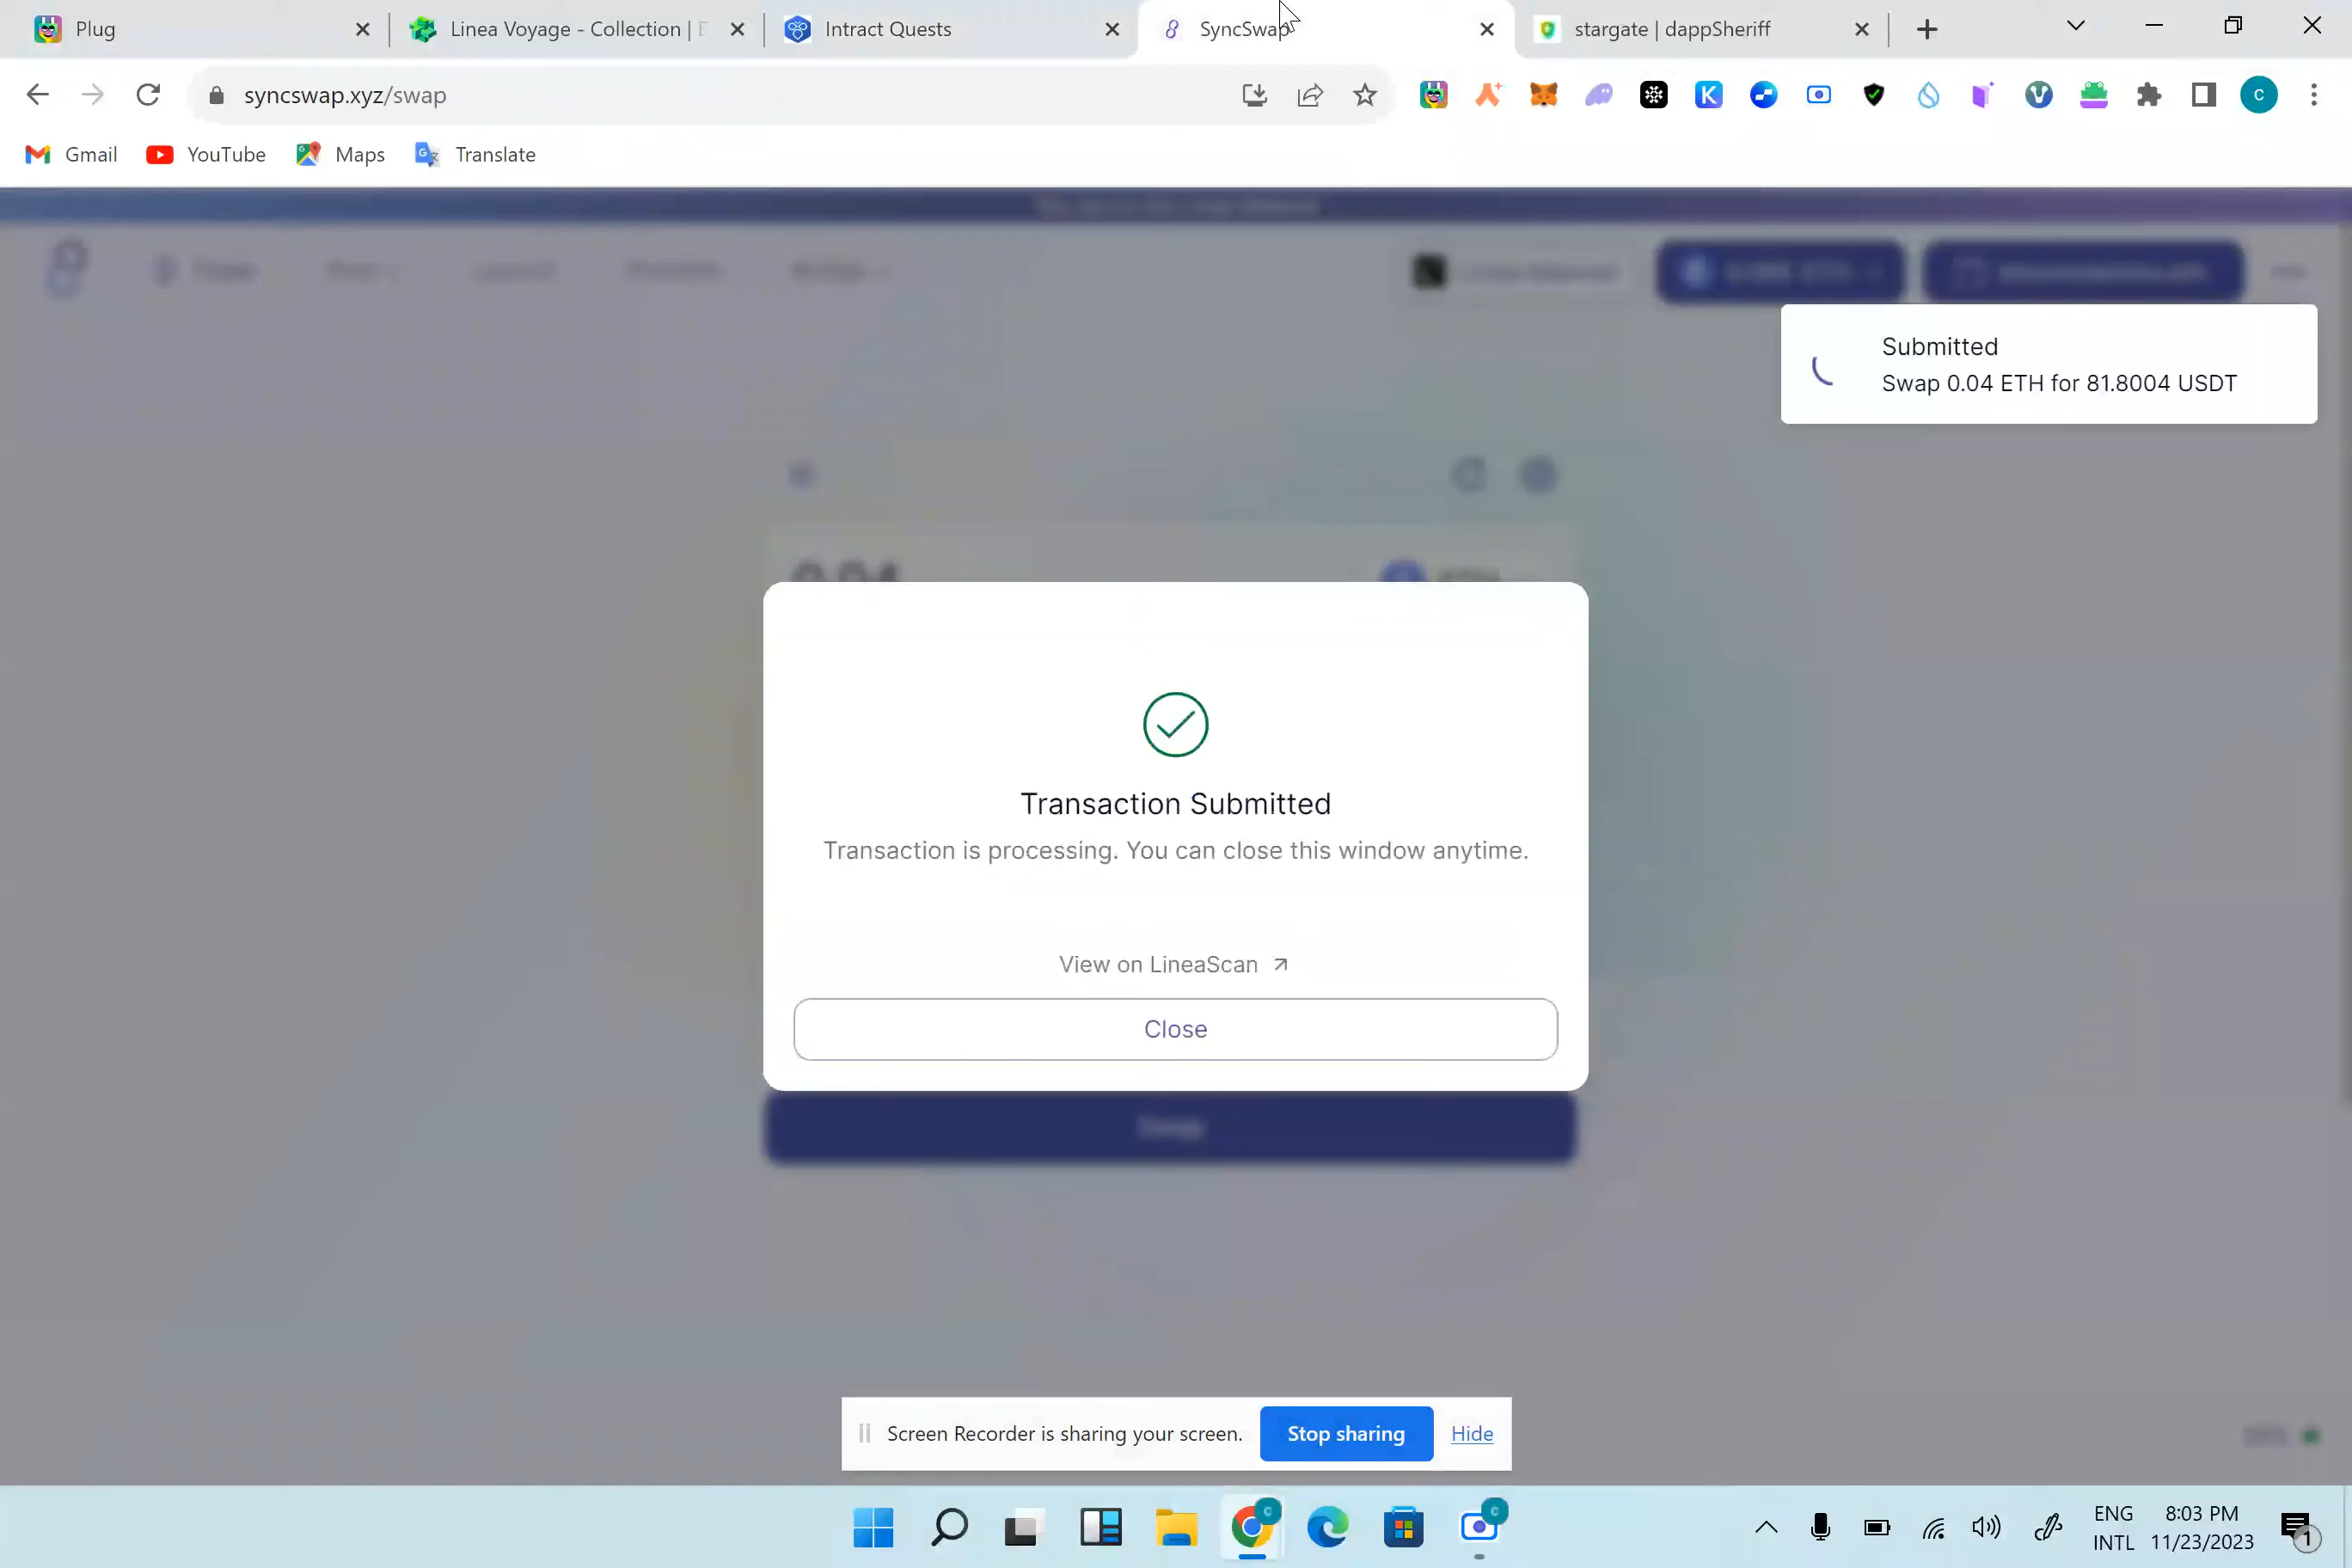 Plug
Linea Voyage - Collection |
Intract Quests
SyncSwap
stargate | dappSheriff
syncswap.xyz/swap
Gmail
YouTube
Maps
Translate
Submitted
Swap 0.04 ETH for 81.8004 USDT
Transaction Submitted
Transaction is processing. You can close this window anytime.
View on LineaScan
Close
Screen Recorder is sharing your screen.
Stop sharing
Hide
ENG
INTL
8:03 PM
11/23/2023
1